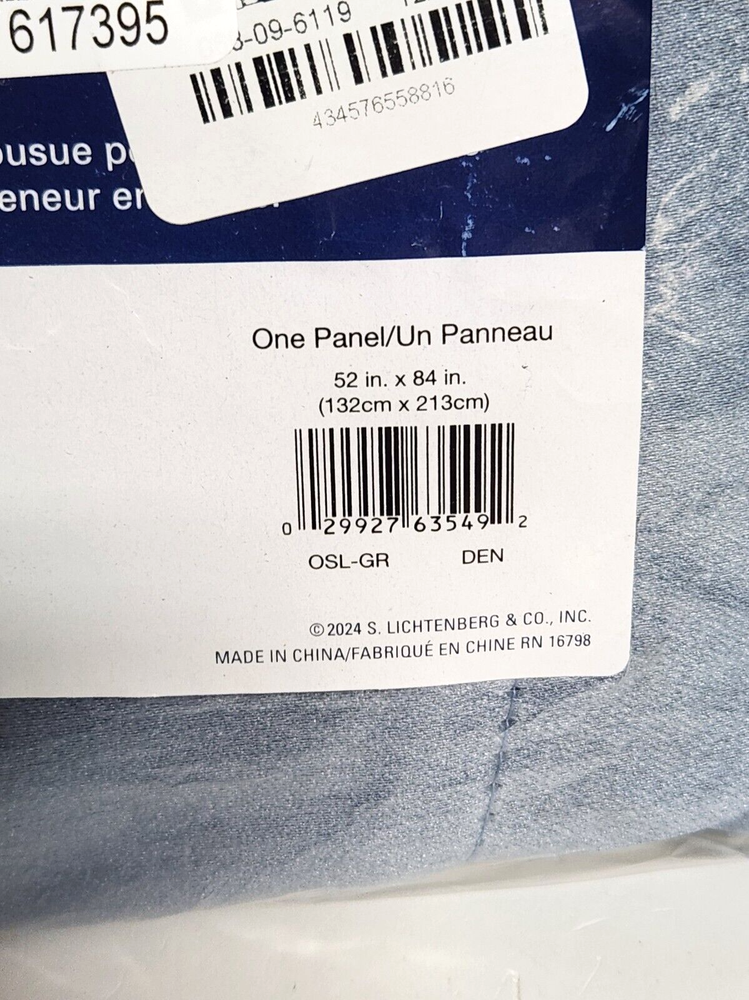 617395
3-09-6119
434576558816
ousue
eneur
One Panel/Un Panneau
52 in. x 84 in.
(132cm x 213cm)
0 29927 63549 2
OSL-GR DEN
©2024 S. LICHTENBERG & CO., INC.
MADE IN CHINA/FABRIQUÉ EN CHINE RN 16798